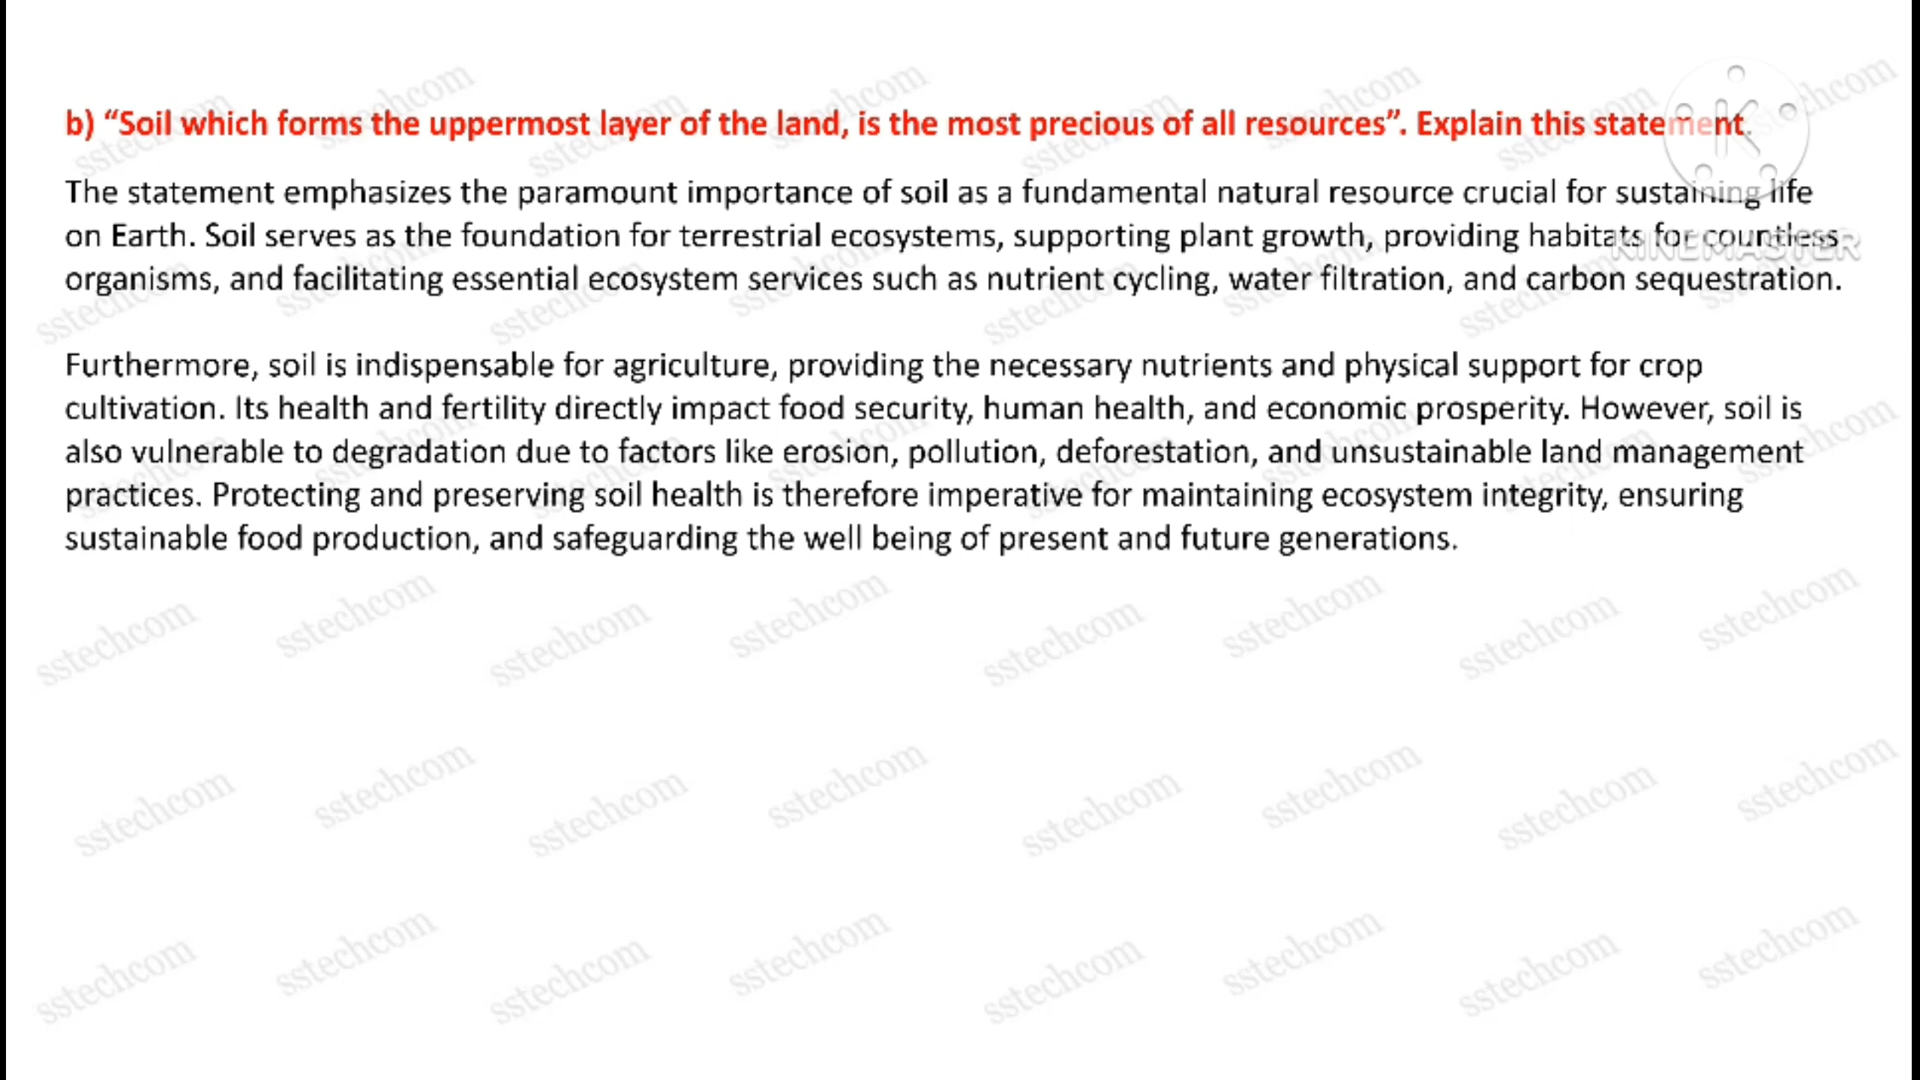 b) “Soil which forms the uppermost layer of the land, is the most precious of all resources”. Explain this statement.
The statement emphasizes the paramount importance of soil as a fundamental natural resource crucial for sustaining life
on Earth. Soil serves as the foundation for terrestrial ecosystems, supporting plant growth, providing habitats for countless
organisms, and facilitating essential ecosystem services such as nutrient cycling, water filtration, and carbon sequestration.
Furthermore, soil is indispensable for agriculture, providing the necessary nutrients and physical support for crop
cultivation. Its health and fertility directly impact food security, human health, and economic prosperity. However, soil is
also vulnerable to degradation due to factors like erosion, pollution, deforestation, and unsustainable land management
practices. Protecting and preserving soil health is therefore imperative for maintaining ecosystem integrity, ensuring
sustainable food production, and safeguarding the well being of present and future generations.
KINEMASTER
sstechcom